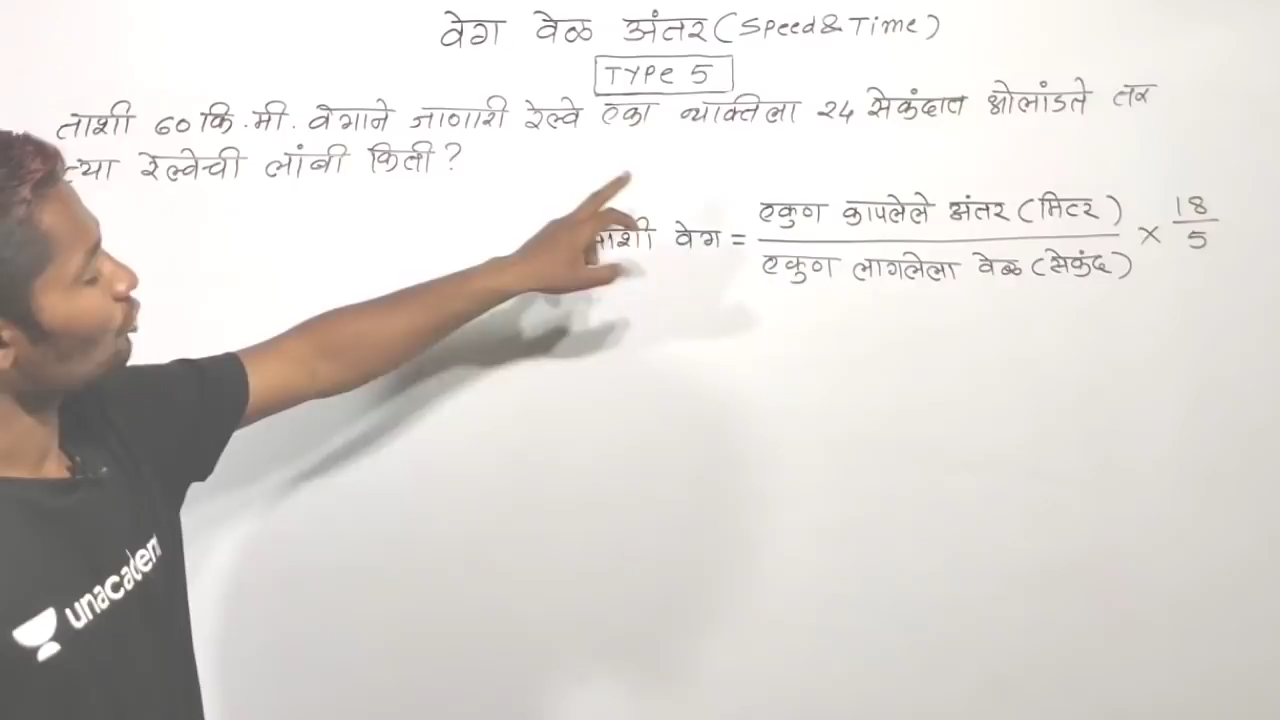 वेग वेळ अंतर (Speed & Time)
TYPe 5
ताशी ६० कि.मी. वेगाने जाणारी रेल्वे एका व्यक्तिला २४ सेकंदात ओलांडते तर
त्या रेल्वेची लांबी किती?
ताशी वेग = एकुण कापलेले अंतर (मिटर) / एकुण लागलेला वेळ (सेकंद) × 18/5
unacadem